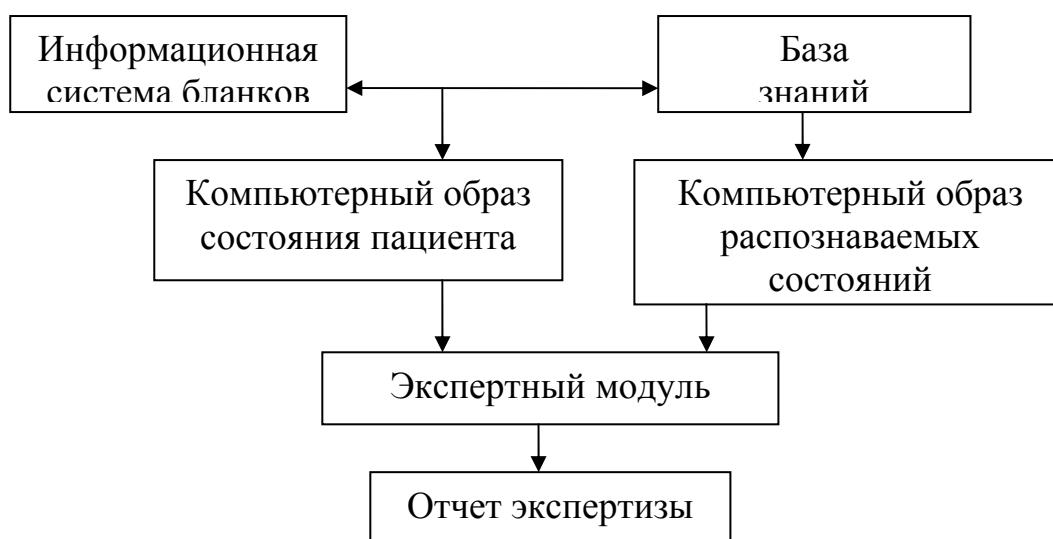 Информационная
система бланков
База
знаний
Компьютерный образ
состояния пациента
Компьютерный образ
распознаваемых
состояний
Экспертный модуль
Отчет экспертизы